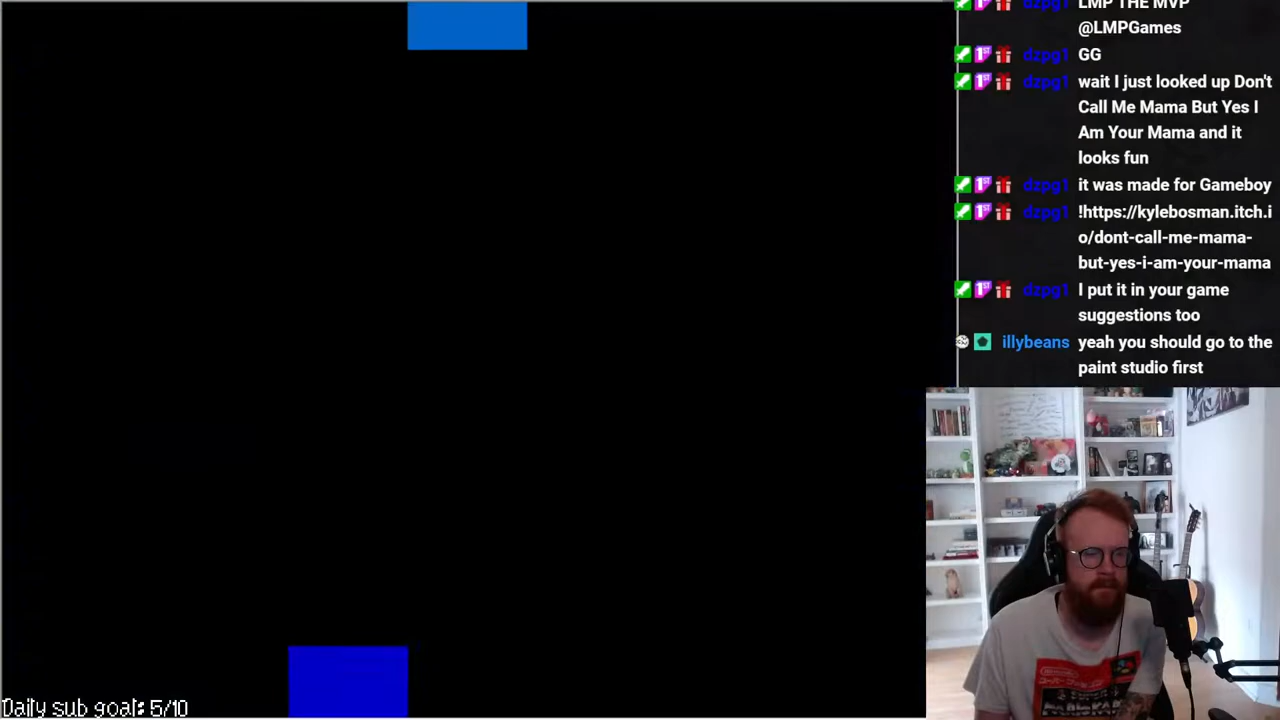 LMP THE MVP
@LMPGames
dzpg1 GG
dzpg1 wait I just looked up Don't
Call Me Mama But Yes I
Am Your Mama and it
looks fun
dzpg1 it was made for Gameboy
dzpg1 !https://kylebosman.itch.i
o/dont-call-me-mama-
but-yes-i-am-your-mama
dzpg1 I put it in your game
suggestions too
illybeans yeah you should go to the
paint studio first
Daily sub goal: 5/10